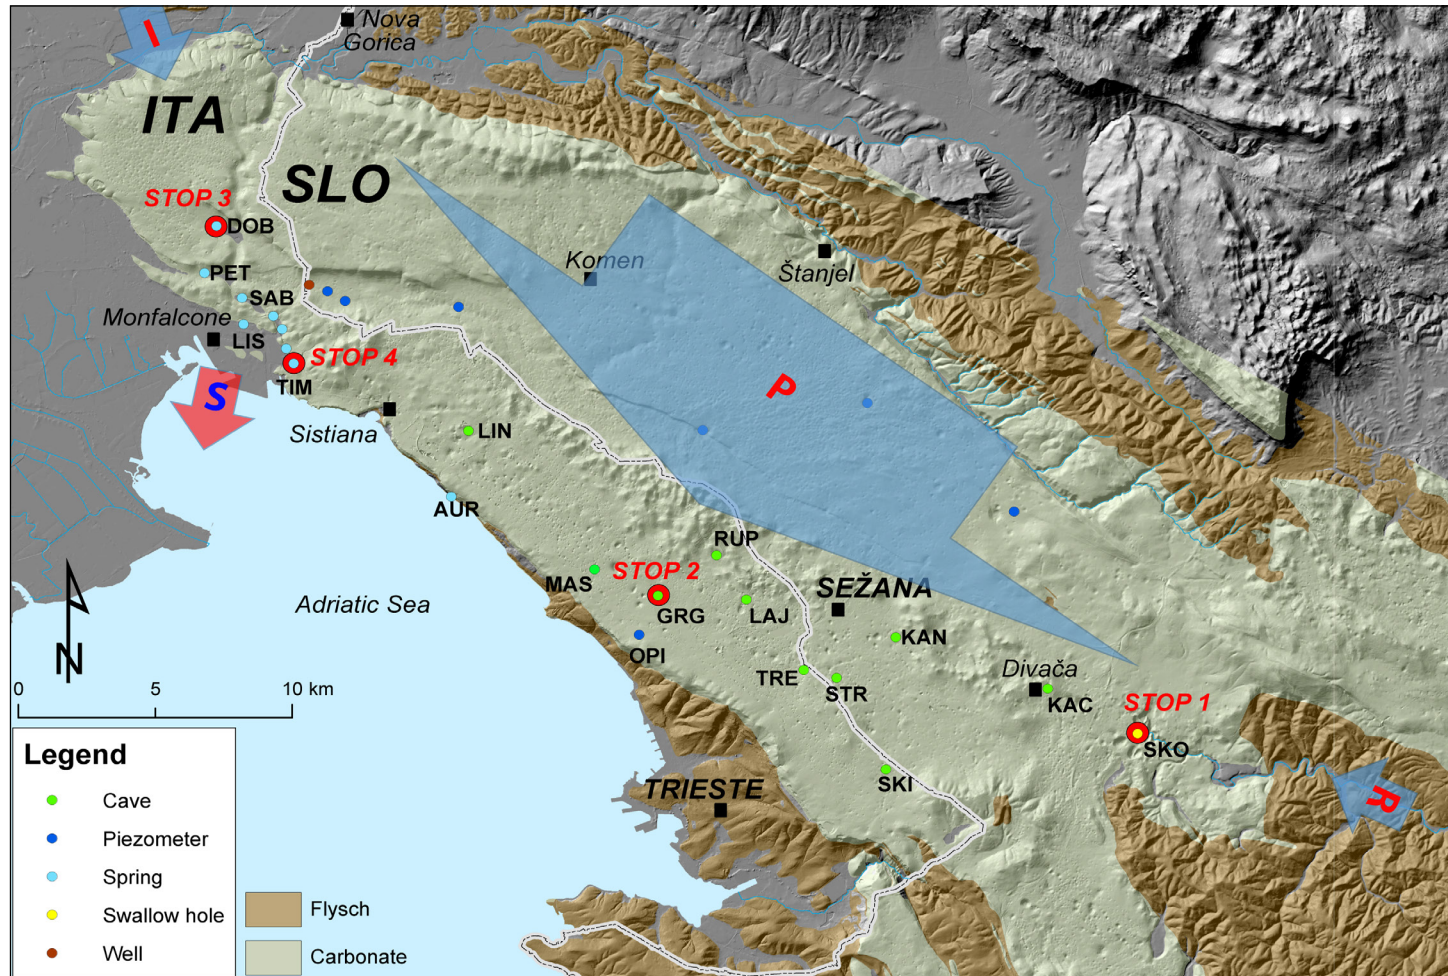 I
Nova
Gorica
ITA
SLO
STOP 3
DOB
PET
SAB
Monfalcone
LIS
STOP 4
TIM
S
Komen
Štanjel
P
Sistiana
LIN
AUR
RUP
MAS
STOP 2
GRG
LAJ
SEŽANA
KAN
OPI
TRE
STR
Divača
KAC
STOP 1
SKO
SKI
R
TRIESTE
Adriatic Sea
N
0 5 10 km
Legend
Cave
Piezometer
Spring
Swallow hole
Well
Flysch
Carbonate